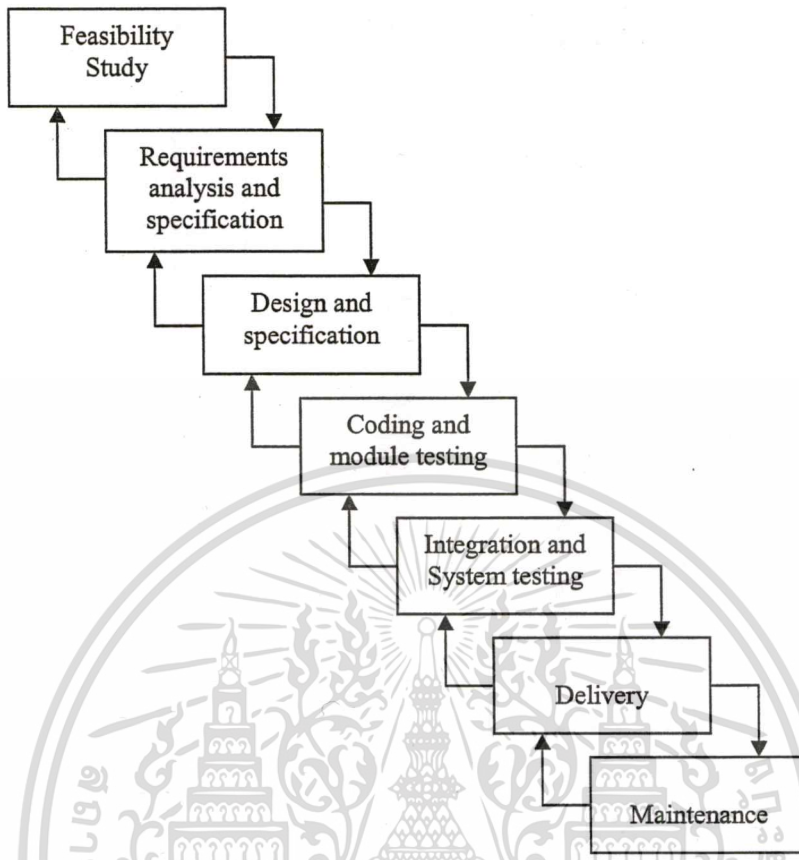 Feasibility
Study
Requirements
analysis and
specification
Design and
specification
Coding and
module testing
Integration and
System testing
Delivery
Maintenance